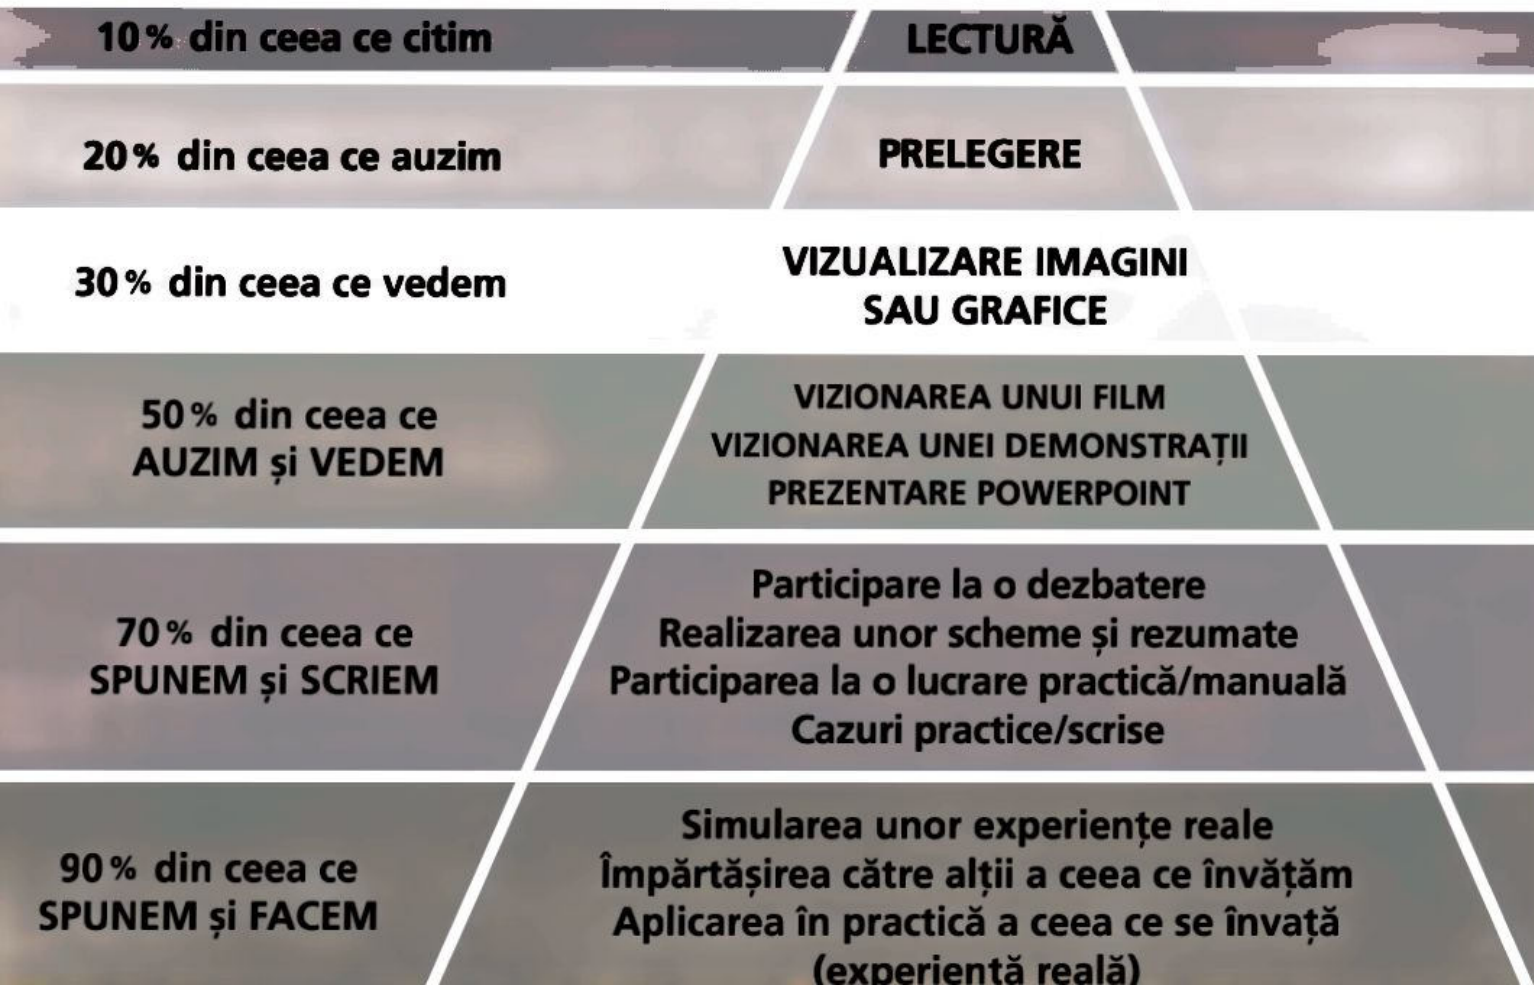 10% din ceea ce citim
LECTURĂ
20% din ceea ce auzim
PRELEGERE
30% din ceea ce vedem
VIZUALIZARE IMAGINI
SAU GRAFICE
50% din ceea ce
AUZIM și VEDEM
VIZIONAREA UNUI FILM
VIZIONAREA UNEI DEMONSTRAȚII
PREZENTARE POWERPOINT
70% din ceea ce
SPUNEM și SCRIEM
Participare la o dezbatere
Realizarea unor scheme și rezumate
Participarea la o lucrare practică/manuală
Cazuri practice/scrise
90% din ceea ce
SPUNEM și FACEM
Simularea unor experiențe reale
Împărtășirea către alții a ceea ce învățăm
Aplicarea în practică a ceea ce se învață
(experiență reală)